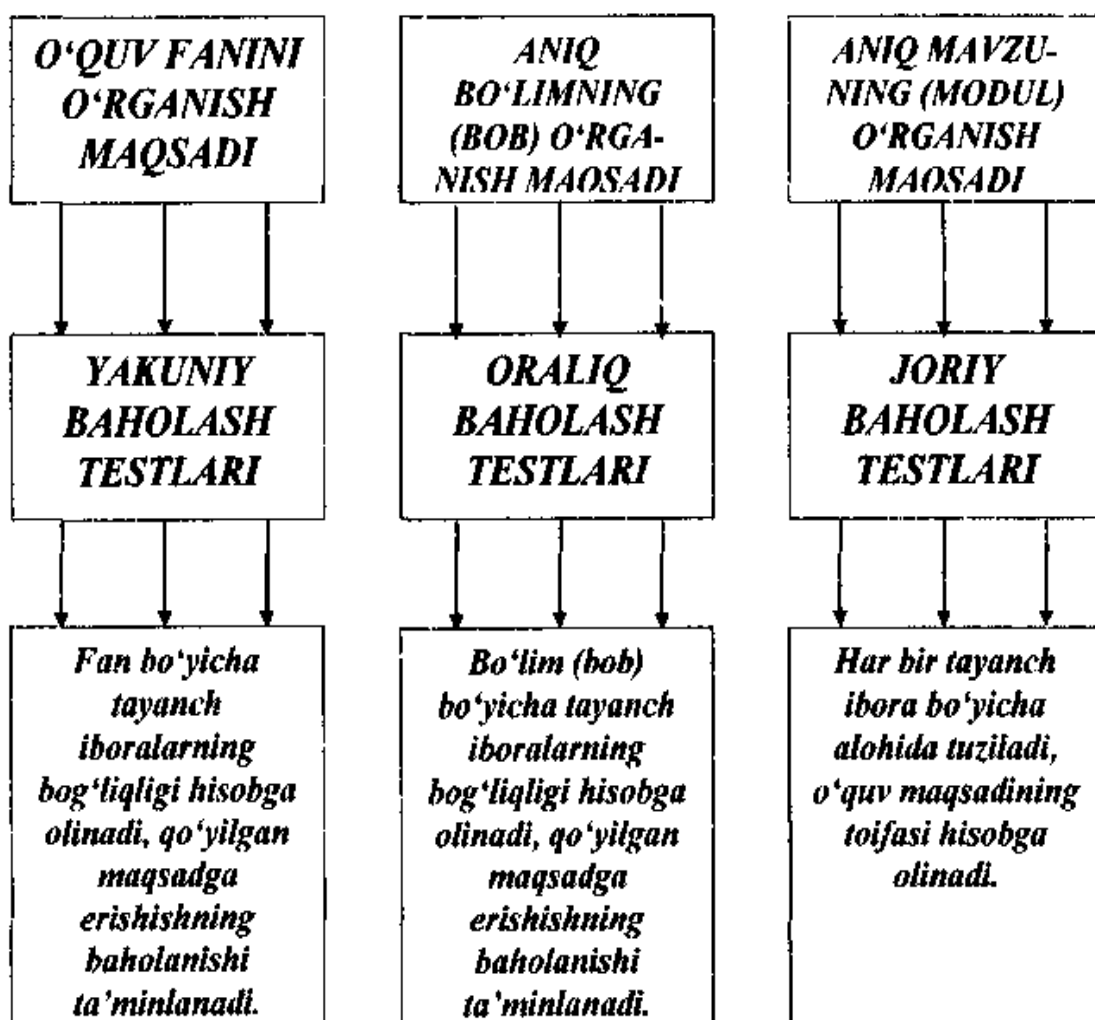 O‘QUV FANINI
O‘RGANISH
MAQSADI
ANIQ
BO‘LIMNING
(BOB) O‘RGA-
NISH MAOSADI
ANIQ MAVZU-
NING (MODUL)
O‘RGANISH
MAOSADI
YAKUNIY
BAHOLASH
TESTLARI
ORALIQ
BAHOLASH
TESTLARI
JORIY
BAHOLASH
TESTLARI
Fan bo‘yicha
tayanch
iboralarning
bog‘liqligi hisobga
olinadi, qo‘yilgan
maqsadga
erishishning
baholanishi
ta’minlanadi.
Bo‘lim (bob)
bo‘yicha tayanch
iboralarning
bog‘liqligi hisobga
olinadi, qo‘yilgan
maqsadga
erishishning
baholanishi
ta’minlanadi.
Har bir tayanch
ibora bo‘yicha
alohida tuziladi,
o‘quv maqsadining
toifasi hisobga
olinadi.